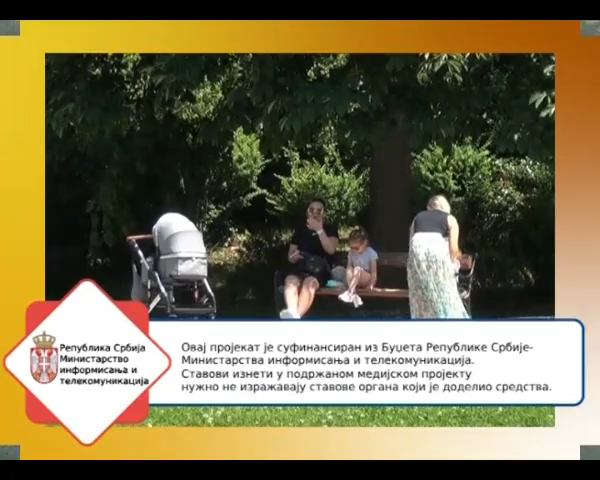 Република Србија
Министарство
информисања и
телекомуникација
Овај пројекат је суфинансиран из Буџета Републике Србије-
Министарства информисања и телекомуникација.
Ставови изнети у подржаном медијском пројекту
нужно не изражавају ставове органа који је доделио средства.